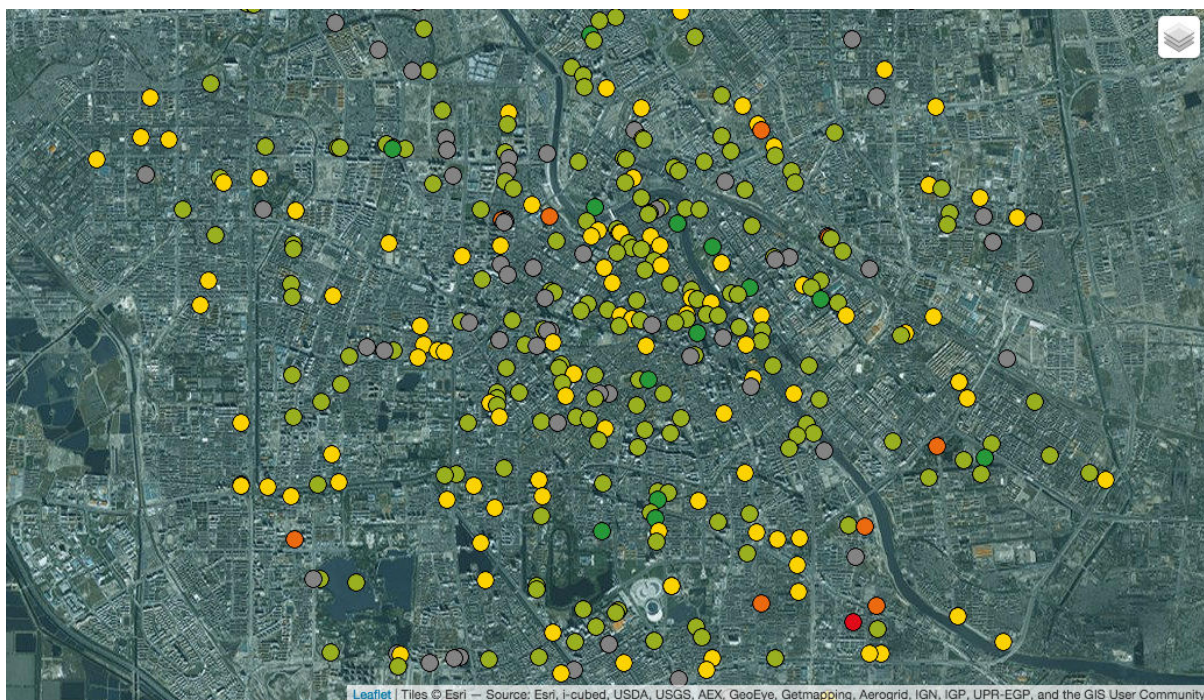 Leaflet | Tiles © Esri — Source: Esri, i-cubed, USDA, USGS, AEX, GeoEye, Getmapping, Aerogrid, IGN, IGP, UPR-EGP, and the GIS User Community